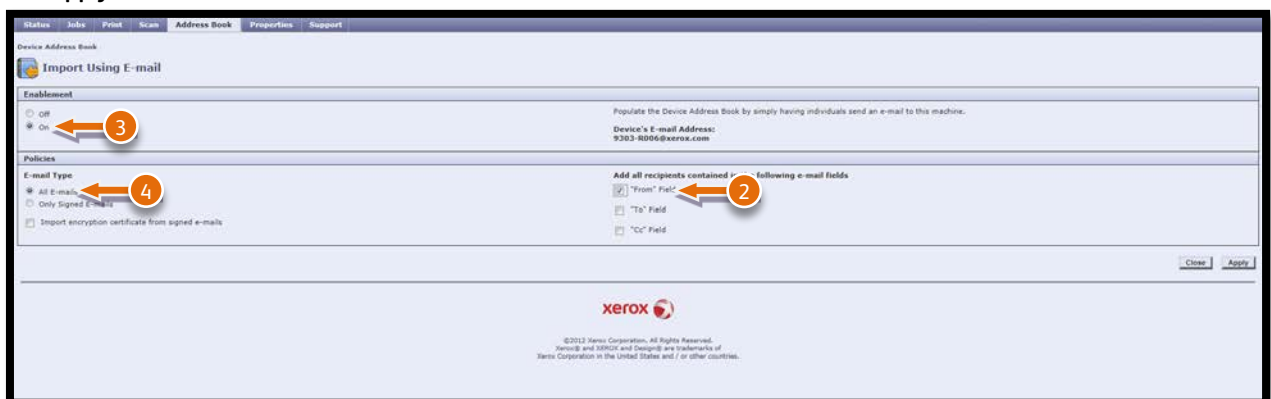 Status Jobs Print Scan Address Book Properties Support
Device Address Book
Import Using E-mail
Enablement
Off
On
3
Populate the Device Address Book by simply having individuals send an e-mail to this machine.
Device's E-mail Address:
9303-R006@xerox.com
Policies
E-mail Type
All E-mails
4
Only Signed E-mails
Import encryption certificate from signed e-mails
Add all recipients contained in the following e-mail fields
"From" Field
2
"To" Field
"Cc" Field
Close Apply
xerox
©2012 Xerox Corporation. All Rights Reserved.
Xerox® and XEROX and Design® are trademarks of
Xerox Corporation in the United States and / or other countries.